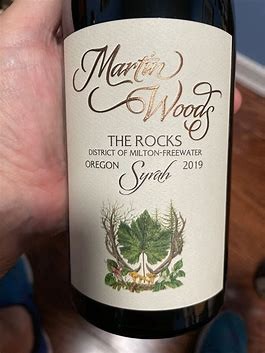 Martin
Woods
THE ROCKS
DISTRICT OF MILTON-FREEWATER
OREGON Syrah 2019